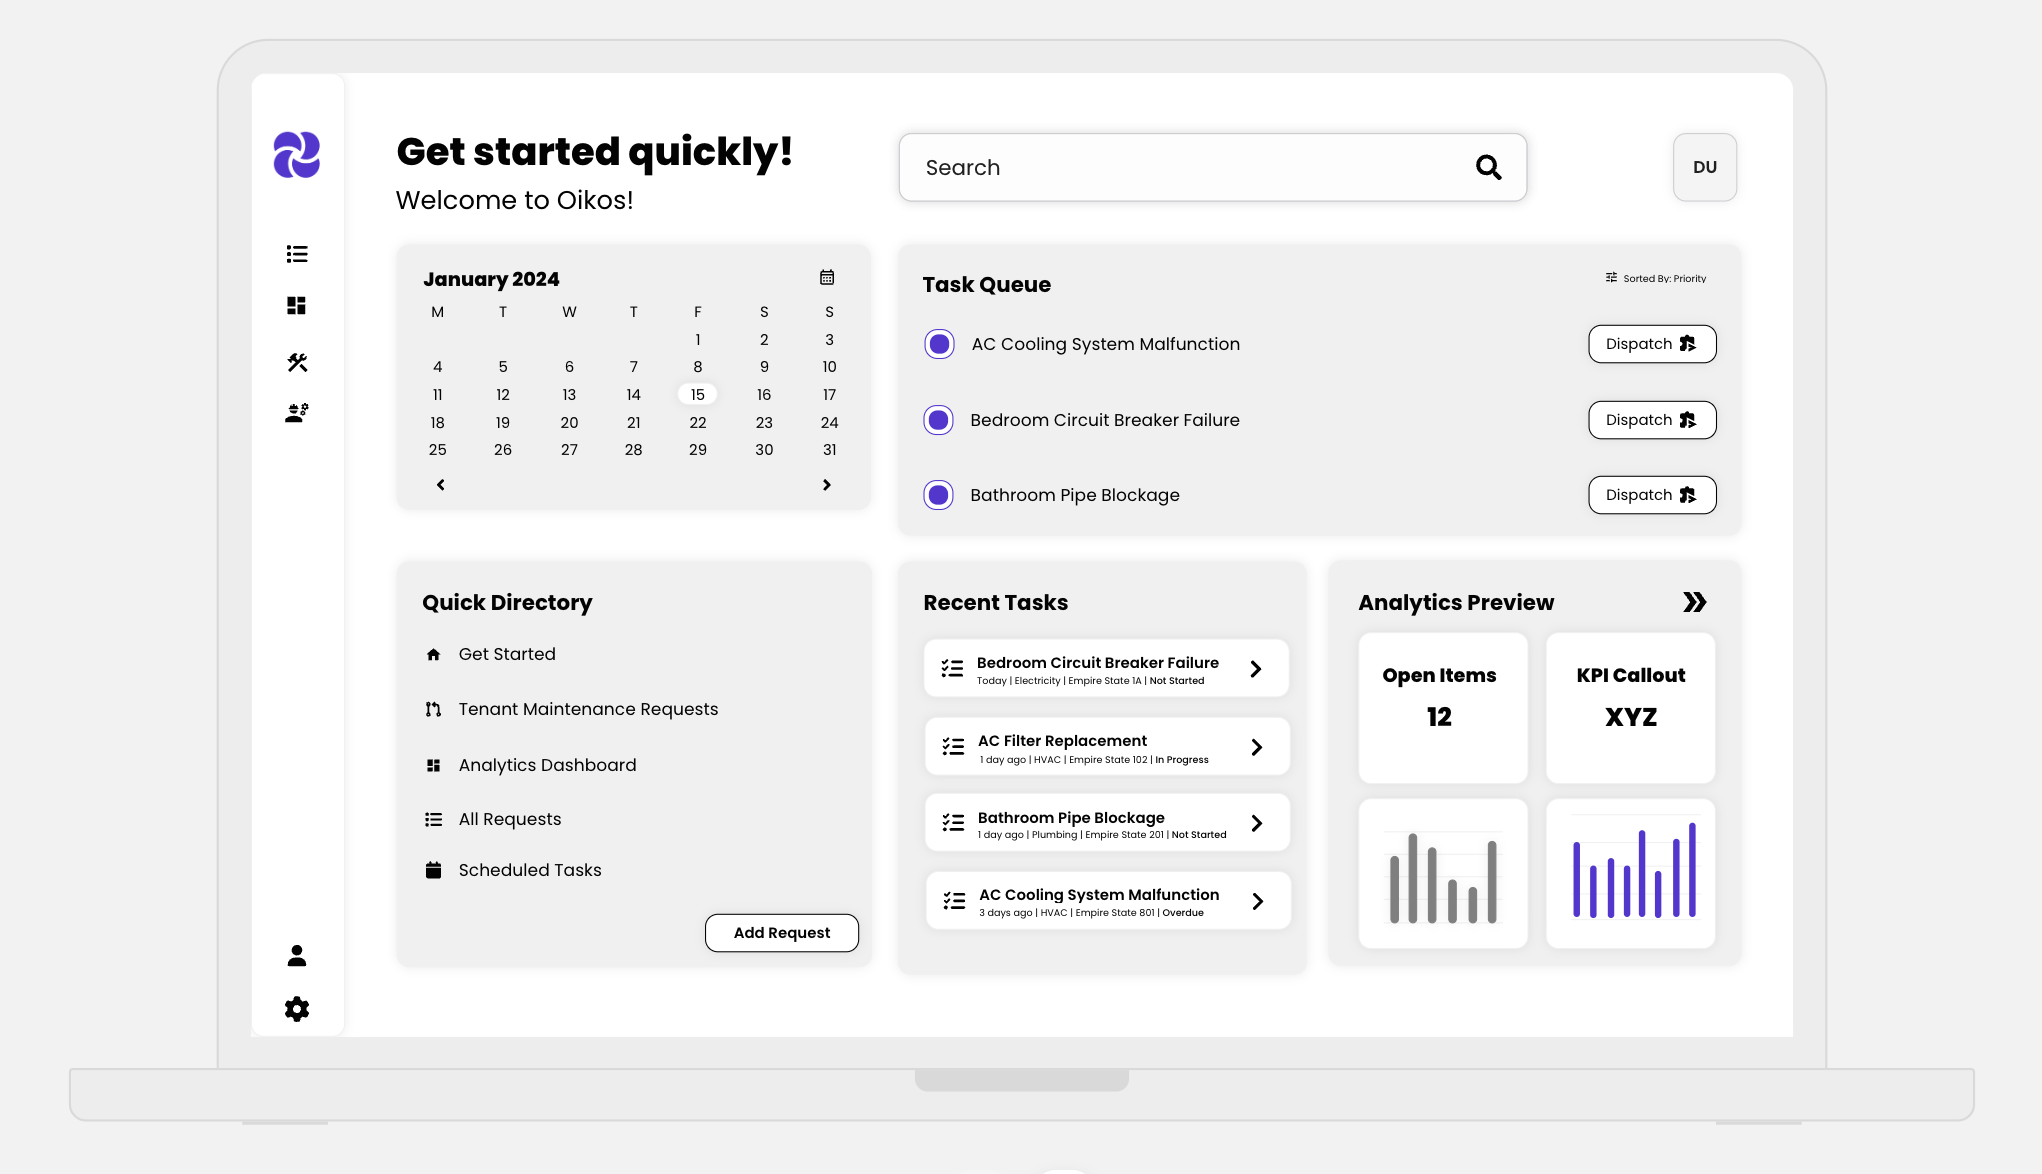 Get started quickly!
Welcome to Oikos!
Search
DU
January 2024
M T W T F S S
1 2 3
4 5 6 7 8 9 10
11 12 13 14 15 16 17
18 19 20 21 22 23 24
25 26 27 28 29 30 31
Task Queue
Sorted By: Priority
AC Cooling System Malfunction
Dispatch
Bedroom Circuit Breaker Failure
Dispatch
Bathroom Pipe Blockage
Dispatch
Quick Directory
Get Started
Tenant Maintenance Requests
Analytics Dashboard
All Requests
Scheduled Tasks
Add Request
Recent Tasks
Bedroom Circuit Breaker Failure
Today | Electricity | Empire State 1A | Not Started
AC Filter Replacement
1 day ago | HVAC | Empire State 102 | In Progress
Bathroom Pipe Blockage
1 day ago | Plumbing | Empire State 201 | Not Started
AC Cooling System Malfunction
3 days ago | HVAC | Empire State 801 | Overdue
Analytics Preview
Open Items
12
KPI Callout
XYZ